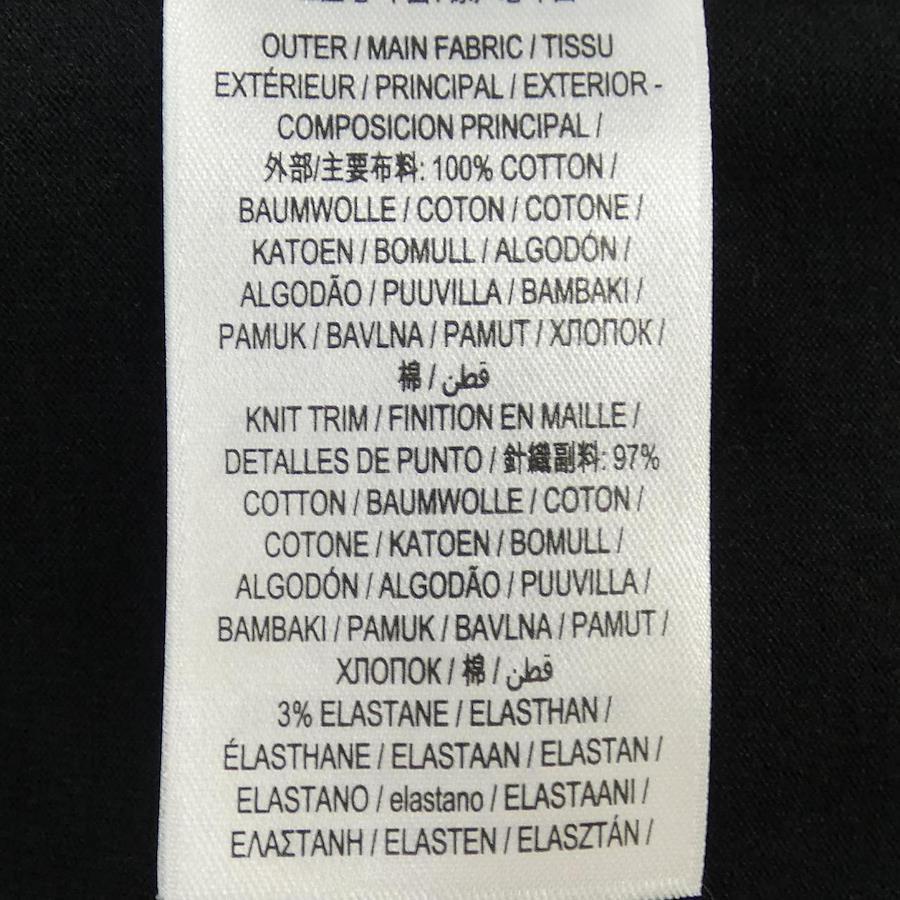 OUTER / MAIN FABRIC / TISSU
EXTÉRIEUR / PRINCIPAL / EXTERIOR -
COMPOSICION PRINCIPAL /
外部/主要布料: 100% COTTON /
BAUMWOLLE / COTON / COTONE /
KATOEN / BOMULL / ALGODÓN /
ALGODÃO / PUUVILLA / BAMBAKI /
PAMUK / BAVLNA / PAMUT / ХЛОПОК /
棉 / قطن
KNIT TRIM / FINITION EN MAILLE /
DETALLES DE PUNTO / 針織副料: 97%
COTTON / BAUMWOLLE / COTON /
COTONE / KATOEN / BOMULL /
ALGODÓN / ALGODÃO / PUUVILLA /
BAMBAKI / PAMUK / BAVLNA / PAMUT /
ХЛОПОК / 棉 / قطن
3% ELASTANE / ELASTHAN /
ÉLASTHANE / ELASTAAN / ELASTAN /
ELASTANO / elastano / ELASTAANI /
ΕΛΑΣΤΑΝΗ / ELASTEN / ELASZTÁN /